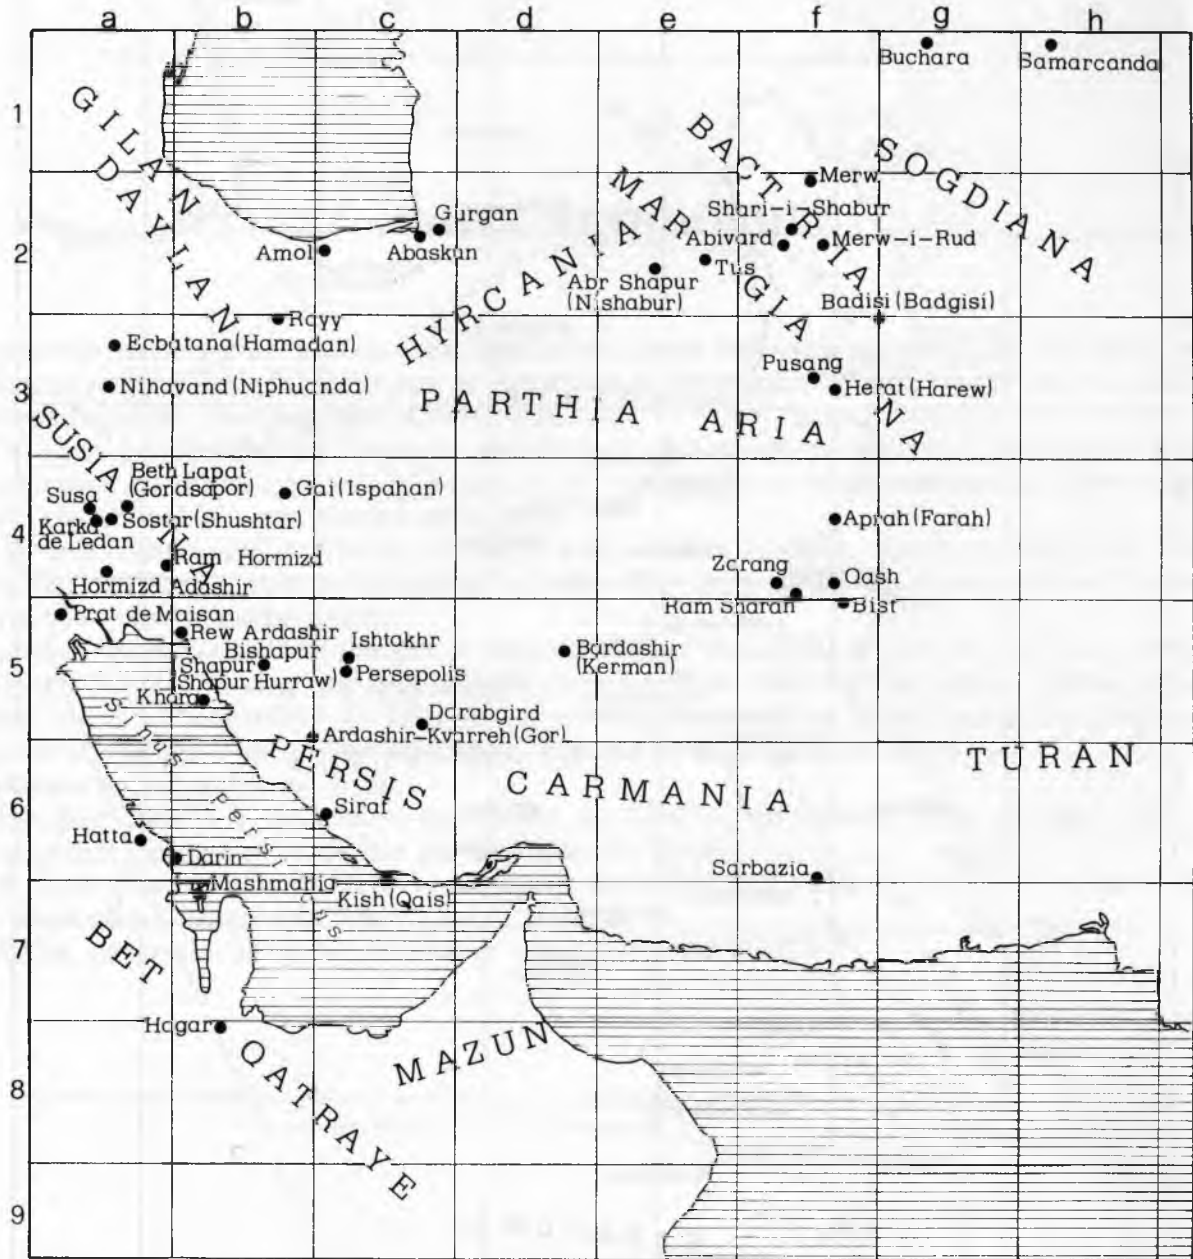 a b c d e f g h
1
2
3
4
5
6
7
8
9
Buchara
Samarcanda
GILAN
DAYLAN
BACTRIANA
SOGDIANA
MARGIANA
Merw
Shari-i-Shabur
Gurgan
Abivard
Merw-i-Rud
Amol
Abaskun
HYRCANIA
Tus
Abr Shapur
(Nishabur)
Badisi (Badgisi)
Rayy
Ecbatana (Hamadan)
Pusang
Nihavand (Niphuanda)
Herat (Harew)
PARTHIA
ARIA
SUSIANA
Beth Lapat
(Gondsapor)
Gai (Ispahan)
Susa
Sostar (Shushtar)
Karka
de Ledan
Aprah (Farah)
Ram Hormizd
Zarang
Qash
Hormizd Adashir
Ram Sharan
Bist
Prat de Maisan
Rew Ardashir
Bishapur
Ishtakhr
Bardashir
(Kerman)
Shapur
Shapur Hurraw)
Persepolis
Kharg
Darabgird
Ardashir-Kvarreh (Gor)
Sinus Persicus
PERSIS
CARMANIA
TURAN
Siraf
Hatta
Darin
Sarbazia
Mashmahig
Kish (Qais)
BET
QATRAYE
Hagar
MAZUN